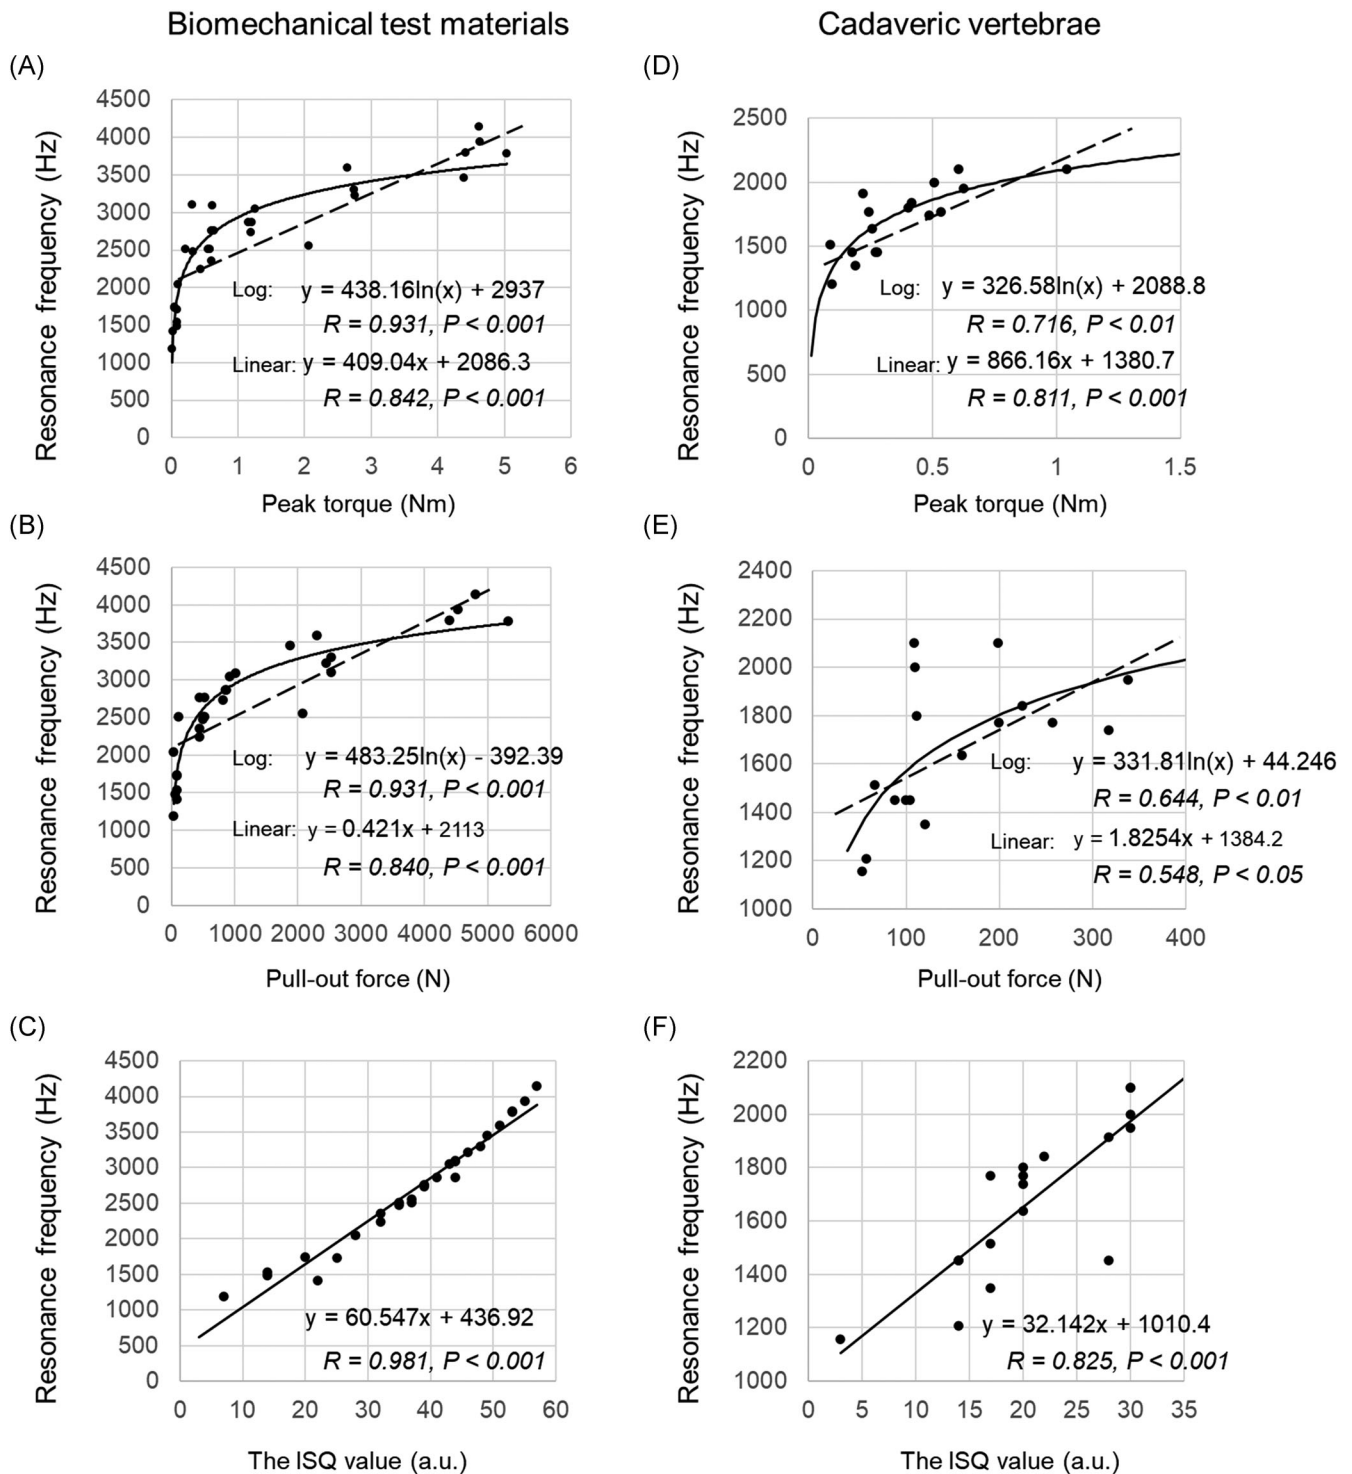 Biomechanical test materials
Cadaveric vertebrae
(A)
Resonance frequency (Hz)
4500
4000
3500
3000
2500
2000
1500
1000
500
0
Log: y = 438.16ln(x) + 2937
R = 0.931, P < 0.001
Linear: y = 409.04x + 2086.3
R = 0.842, P < 0.001
0 1 2 3 4 5 6
Peak torque (Nm)
(D)
Resonance frequency (Hz)
2500
2000
1500
1000
500
0
Log: y = 326.58ln(x) + 2088.8
R = 0.716, P < 0.01
Linear: y = 866.16x + 1380.7
R = 0.811, P < 0.001
0 0.5 1 1.5
Peak torque (Nm)
(B)
Resonance frequency (Hz)
4500
4000
3500
3000
2500
2000
1500
1000
500
0
Log: y = 483.25ln(x) - 392.39
R = 0.931, P < 0.001
Linear: y = 0.421x + 2113
R = 0.840, P < 0.001
0 1000 2000 3000 4000 5000 6000
Pull-out force (N)
(E)
Resonance frequency (Hz)
2400
2200
2000
1800
1600
1400
1200
1000
Log: y = 331.81ln(x) + 44.246
R = 0.644, P < 0.01
Linear: y = 1.8254x + 1384.2
R = 0.548, P < 0.05
0 100 200 300 400
Pull-out force (N)
(C)
Resonance frequency (Hz)
4500
4000
3500
3000
2500
2000
1500
1000
500
0
y = 60.547x + 436.92
R = 0.981, P < 0.001
0 10 20 30 40 50 60
The ISQ value (a.u.)
(F)
Resonance frequency (Hz)
2200
2000
1800
1600
1400
1200
1000
y = 32.142x + 1010.4
R = 0.825, P < 0.001
0 5 10 15 20 25 30 35
The ISQ value (a.u.)